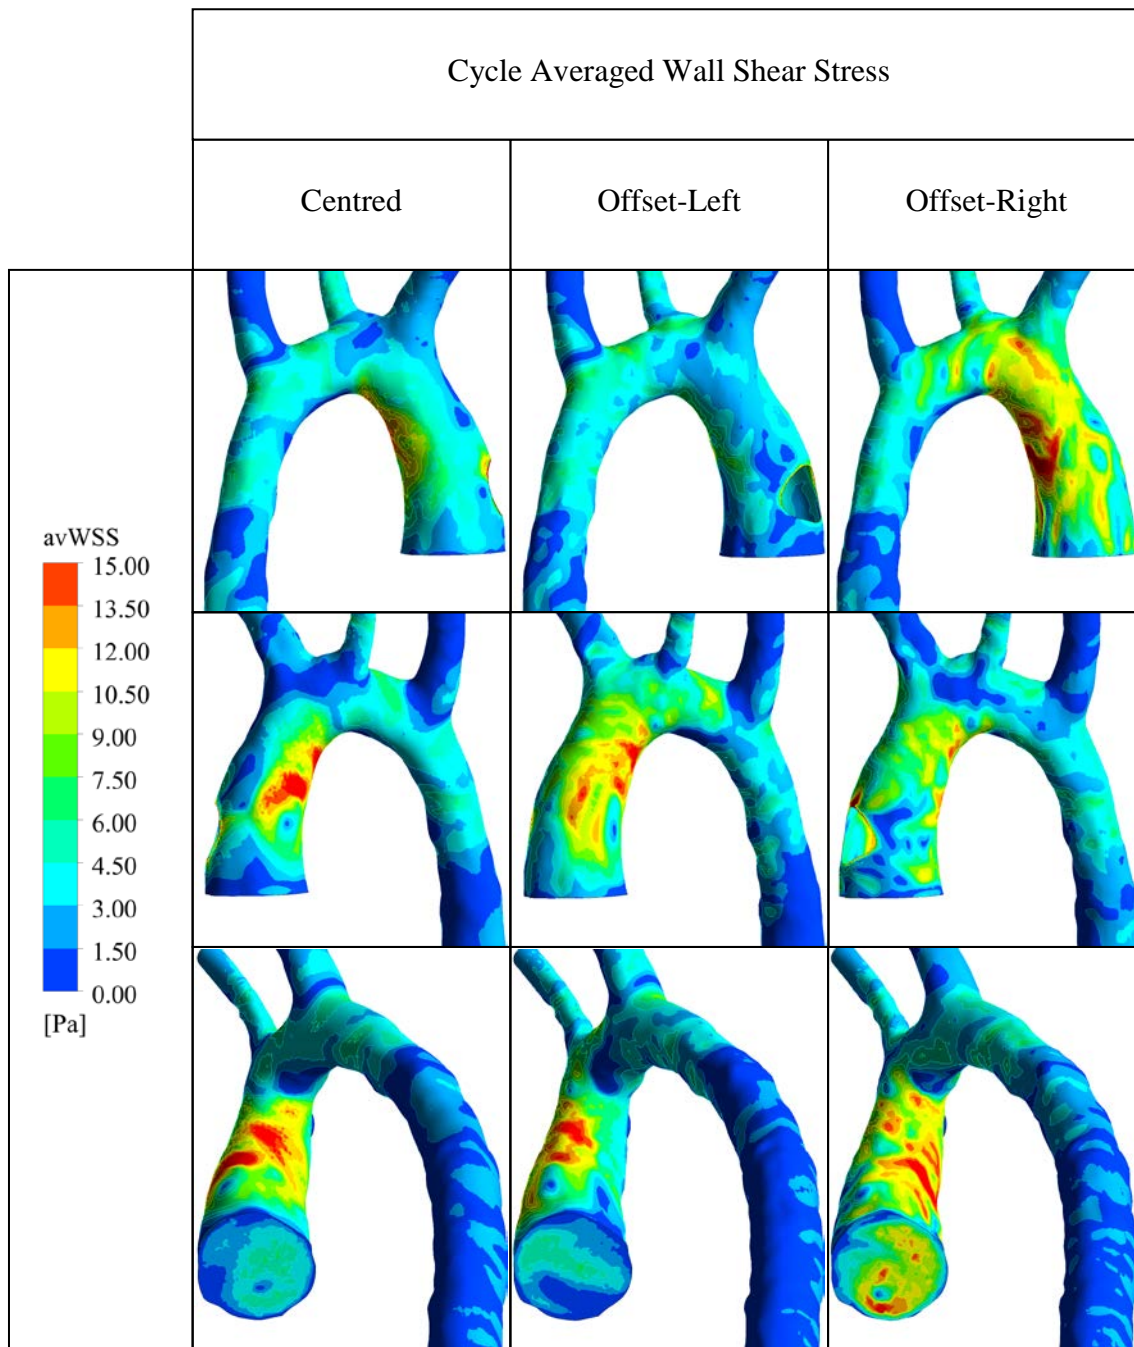 Cycle Averaged Wall Shear Stress
Centred
Offset-Left
Offset-Right
avWSS
15.00
13.50
12.00
10.50
9.00
7.50
6.00
4.50
3.00
1.50
0.00
[Pa]